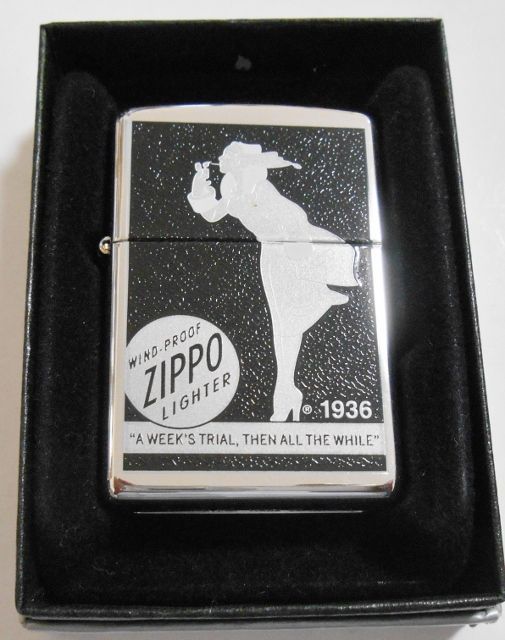 WIND-PROOF
ZIPPO
LIGHTER
® 1936
"A WEEK'S TRIAL, THEN ALL THE WHILE"